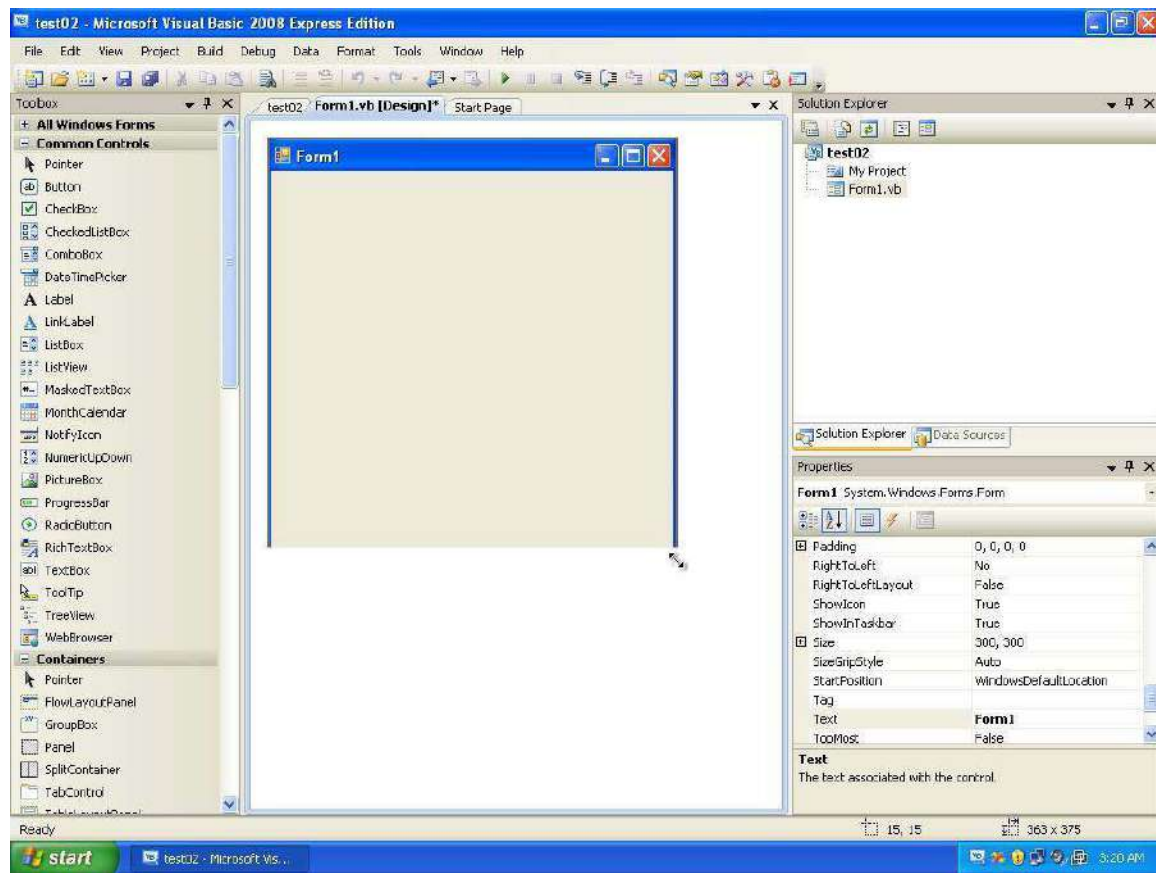 test02 - Microsoft Visual Basic 2008 Express Edition
File Edit View Project Build Debug Data Format Tools Window Help
Toolbox
All Windows Forms
Common Controls
Pointer
Button
CheckBox
CheckedListBox
ComboBox
DateTimePicker
Label
LinkLabel
ListBox
ListView
MaskedTextBox
MonthCalendar
NotifyIcon
NumericUpDown
PictureBox
ProgressBar
RadioButton
RichTextBox
TextBox
ToolTip
TreeView
WebBrowser
Containers
Pointer
FlowLayoutPanel
GroupBox
Panel
SplitContainer
TabControl
TableLayoutPanel
test02 Form1.vb [Design]* Start Page
Form1
Solution Explorer
test02
My Project
Form1.vb
Solution Explorer Data Sources
Properties
Form1 System.Windows.Forms.Form
Padding 0, 0, 0, 0
RightToLeft No
RightToLeftLayout False
ShowIcon True
ShowInTaskbar True
Size 300, 300
SizeGripStyle Auto
StartPosition WindowsDefaultLocation
Tag
Text Form1
TopMost False
Text
The text associated with the control.
Ready 15, 15 363 x 375
start test02 - Microsoft Vis... 3:20 AM